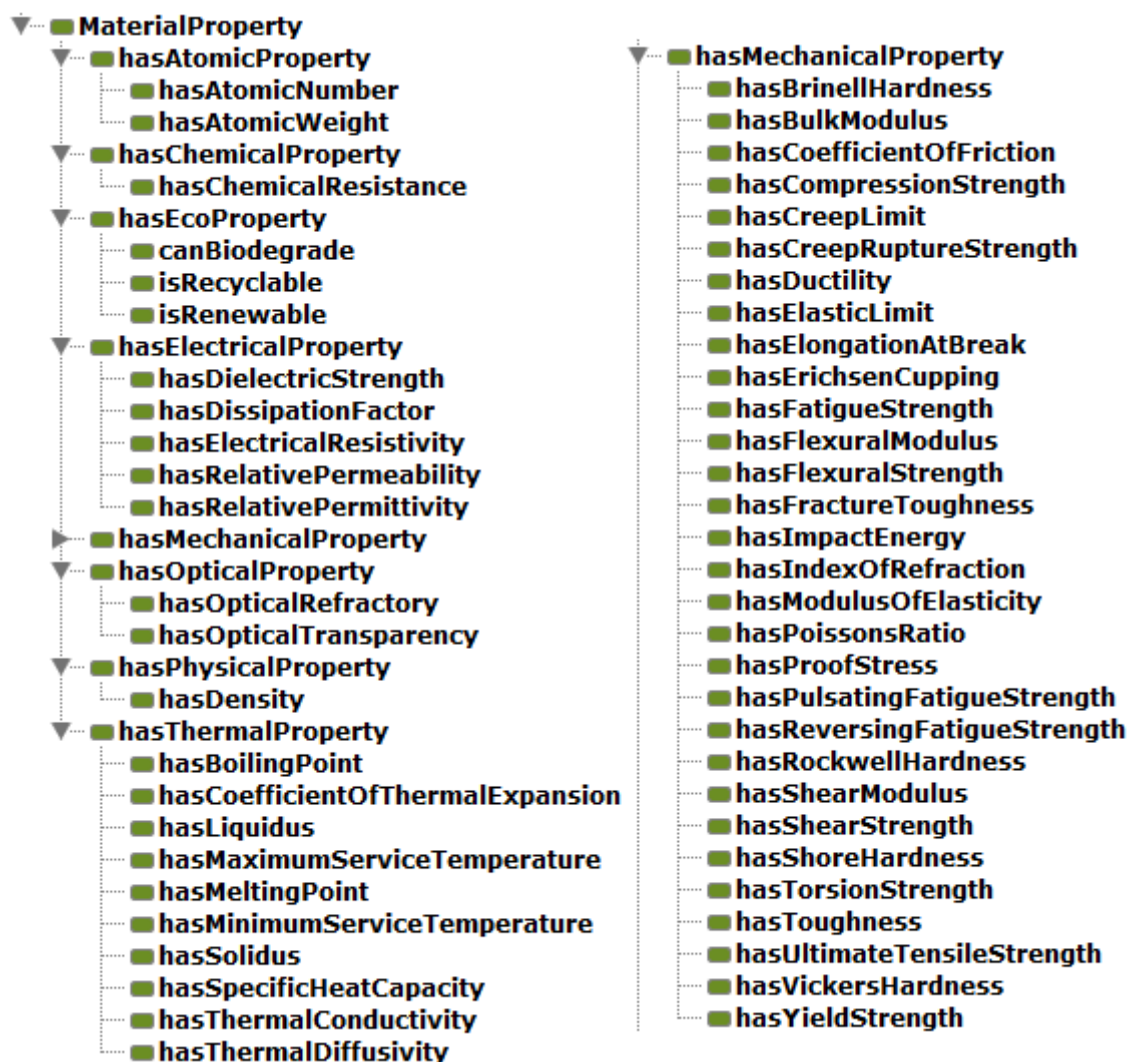 MaterialProperty
hasAtomicProperty
hasAtomicNumber
hasAtomicWeight
hasChemicalProperty
hasChemicalResistance
hasEcoProperty
canBiodegrade
isRecyclable
isRenewable
hasElectricalProperty
hasDielectricStrength
hasDissipationFactor
hasElectricalResistivity
hasRelativePermeability
hasRelativePermittivity
hasMechanicalProperty
hasOpticalProperty
hasOpticalRefractory
hasOpticalTransparency
hasPhysicalProperty
hasDensity
hasThermalProperty
hasBoilingPoint
hasCoefficientOfThermalExpansion
hasLiquidus
hasMaximumServiceTemperature
hasMeltingPoint
hasMinimumServiceTemperature
hasSolidus
hasSpecificHeatCapacity
hasThermalConductivity
hasThermalDiffusivity
hasMechanicalProperty
hasBrinellHardness
hasBulkModulus
hasCoefficientOfFriction
hasCompressionStrength
hasCreepLimit
hasCreepRuptureStrength
hasDuctility
hasElasticLimit
hasElongationAtBreak
hasErichsenCupping
hasFatigueStrength
hasFlexuralModulus
hasFlexuralStrength
hasFractureToughness
hasImpactEnergy
hasIndexOfRefraction
hasModulusOfElasticity
hasPoissonsRatio
hasProofStress
hasPulsatingFatigueStrength
hasReversingFatigueStrength
hasRockwellHardness
hasShearModulus
hasShearStrength
hasShoreHardness
hasTorsionStrength
hasToughness
hasUltimateTensileStrength
hasVickersHardness
hasYieldStrength